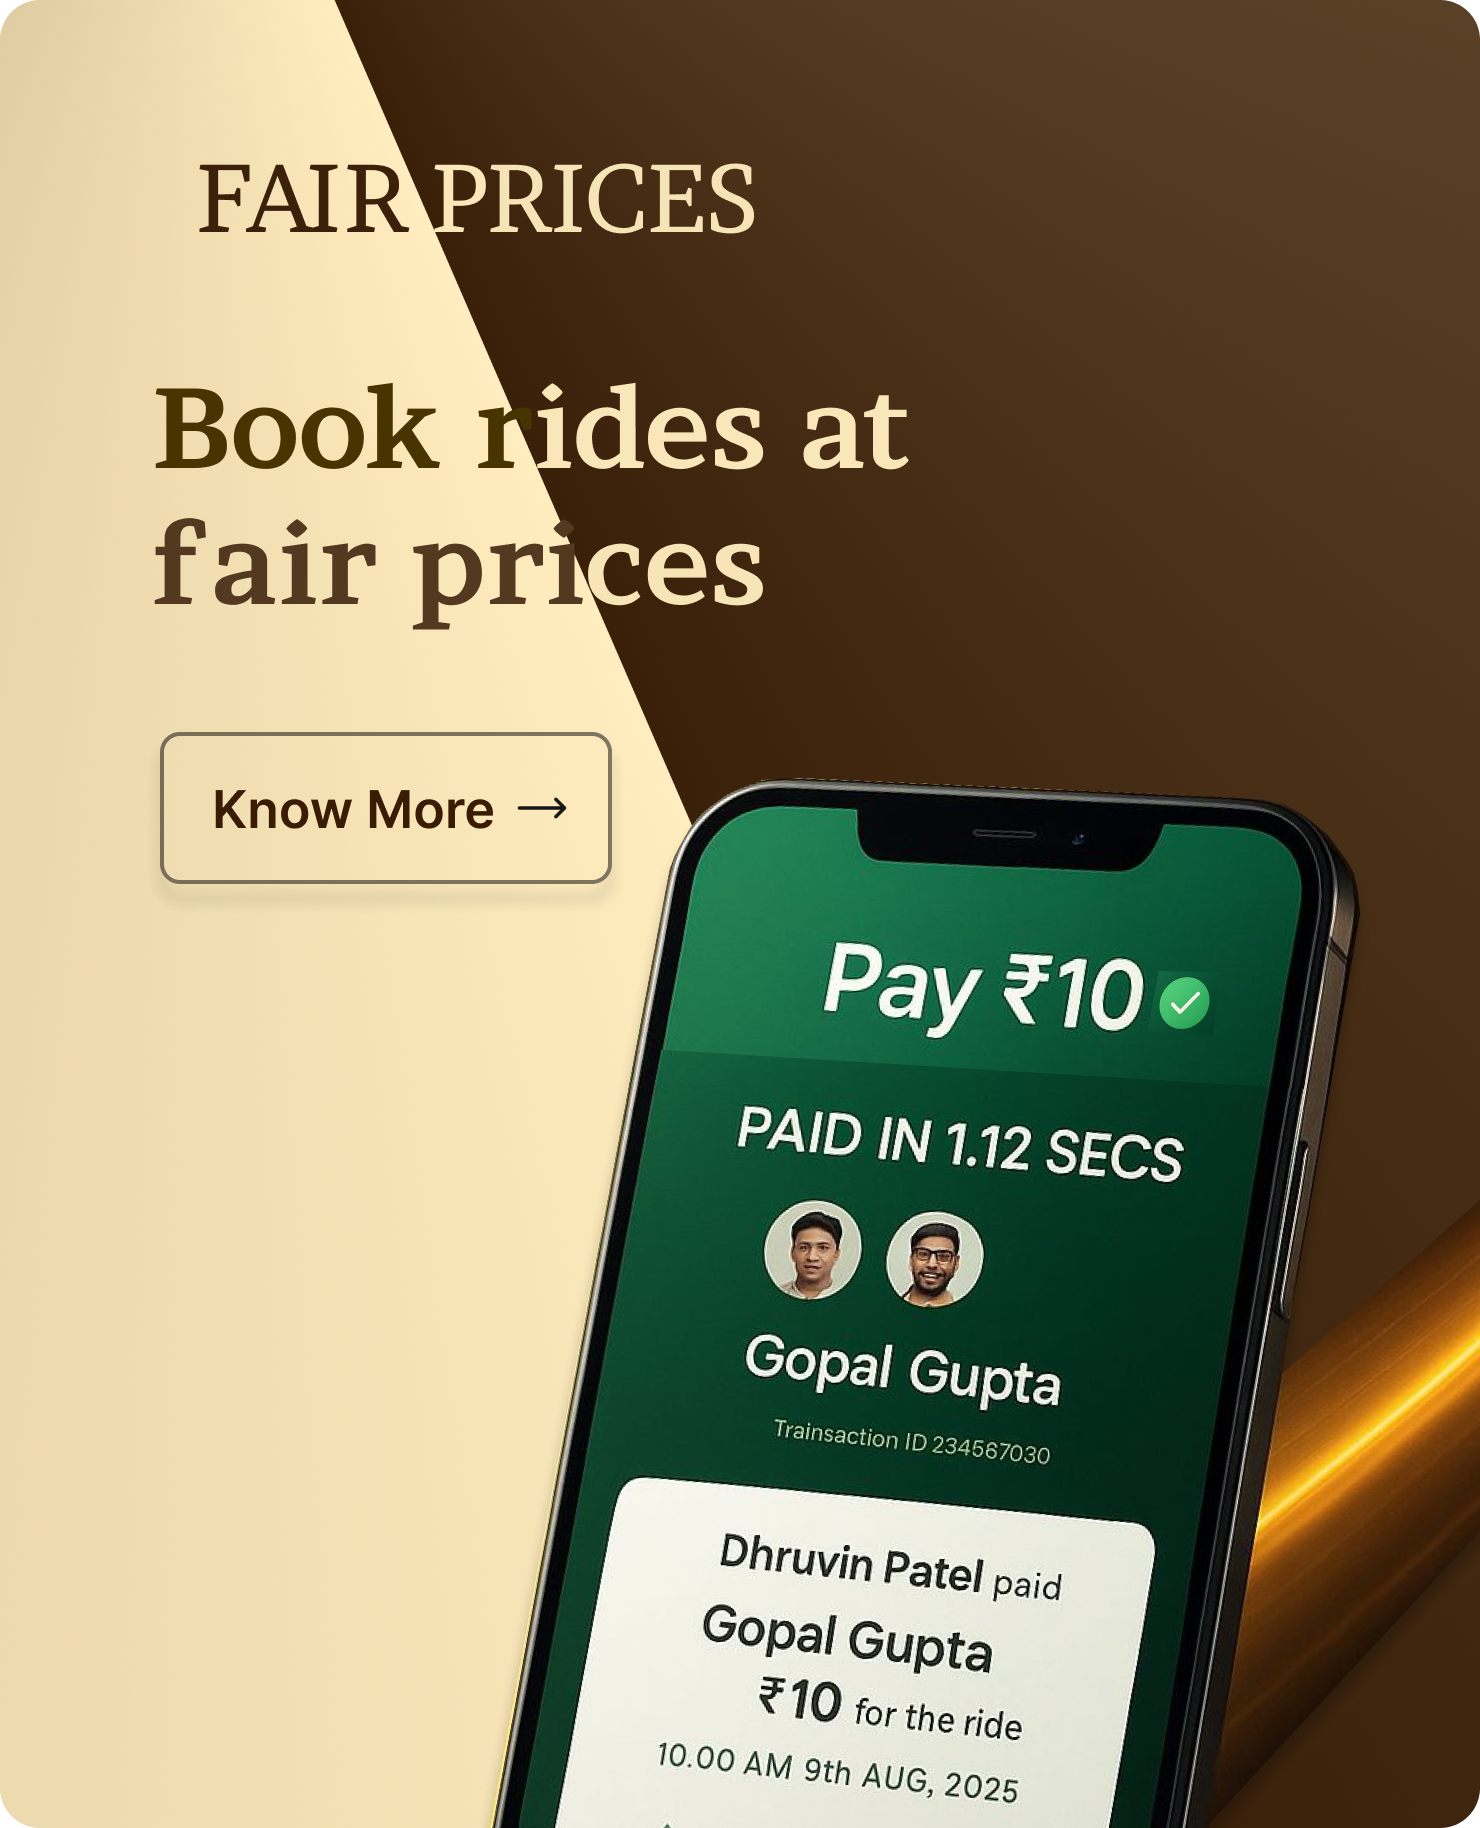 FAIR PRICES
Book rides at
fair prices
Know More →
Pay ₹10
PAID IN 1.12 SECS
Gopal Gupta
Trainsaction ID 234567030
Dhruvin Patel paid
Gopal Gupta
₹10 for the ride
10.00 AM 9th AUG, 2025